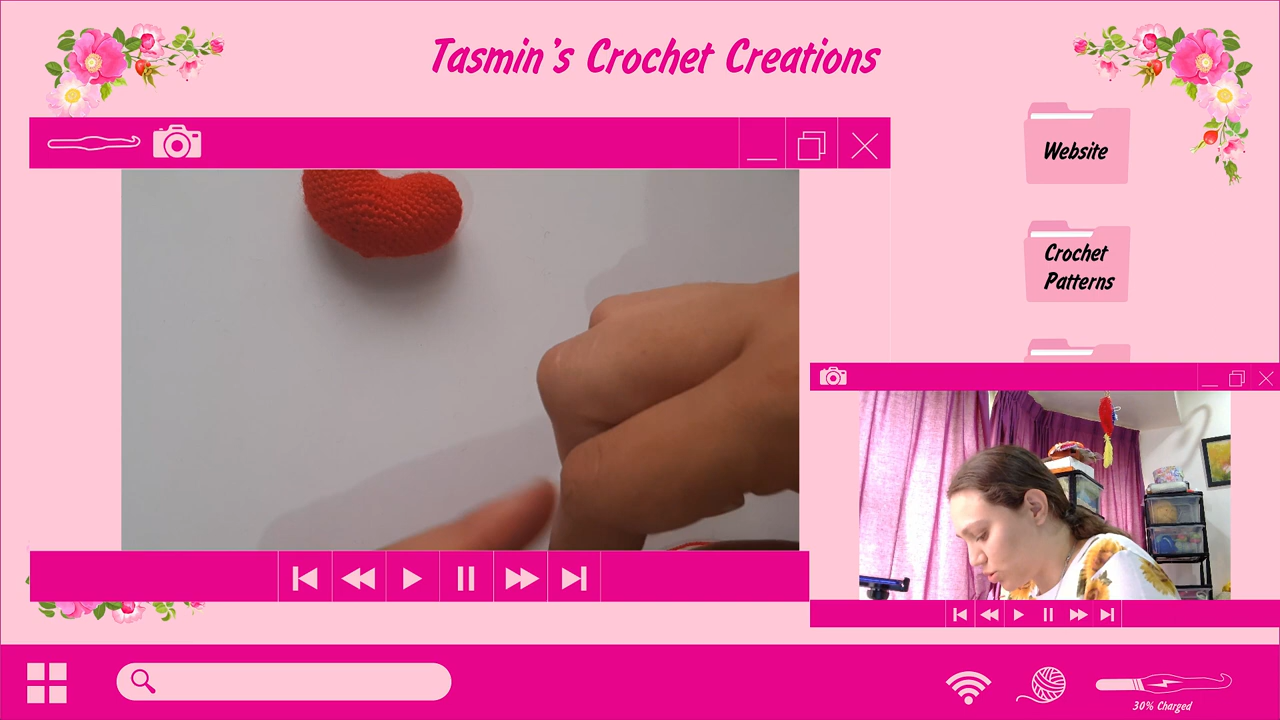 Tasmin's Crochet Creations
Website
Crochet
Patterns
30% Charged